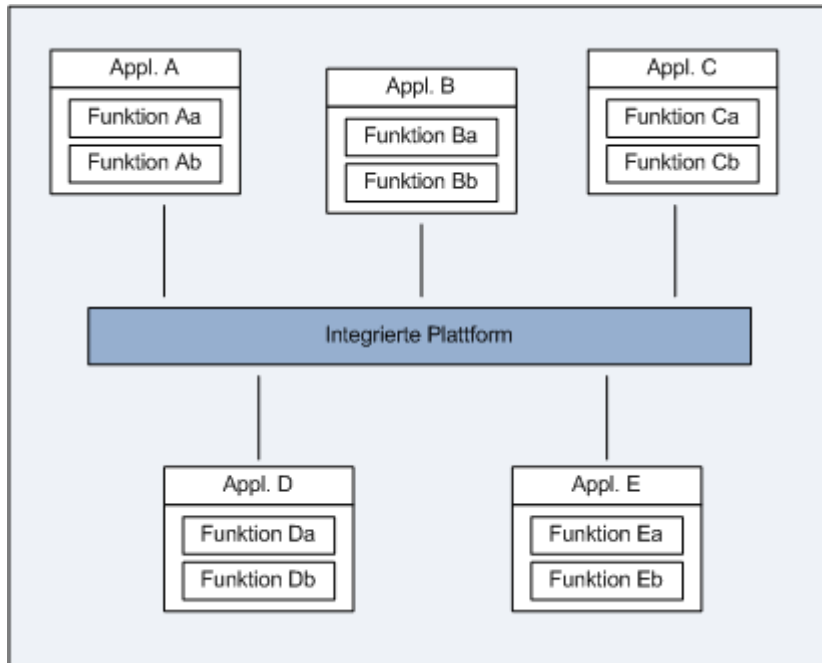 Appl. A
Funktion Aa
Funktion Ab
Appl. B
Funktion Ba
Funktion Bb
Appl. C
Funktion Ca
Funktion Cb
Integrierte Plattform
Appl. D
Funktion Da
Funktion Db
Appl. E
Funktion Ea
Funktion Eb